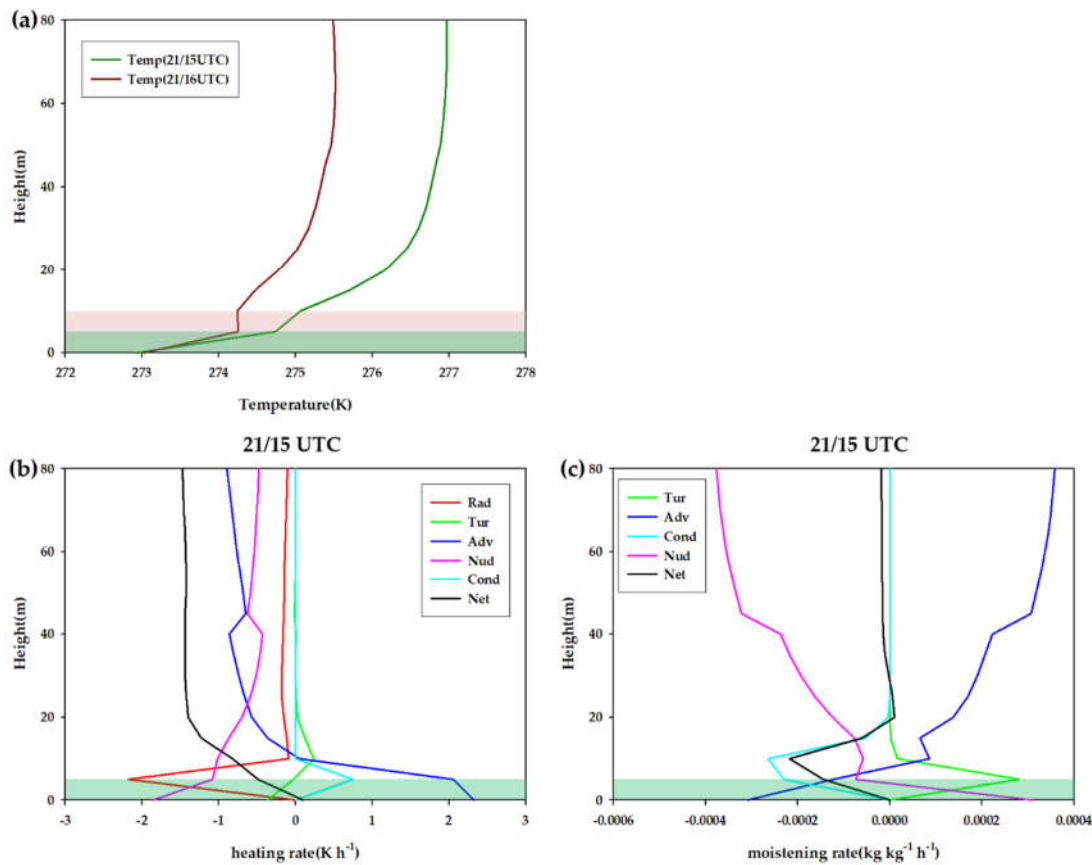 (a)
80
60
40
20
0
Height(m)
Temp(21/15UTC)
Temp(21/16UTC)
272 273 274 275 276 277 278
Temperature(K)
21/15 UTC
(b)
80
60
40
20
0
Height(m)
Rad
Tur
Adv
Nud
Cond
Net
-3 -2 -1 0 1 2 3
heating rate(K h⁻¹)
21/15 UTC
(c)
80
60
40
20
0
Height(m)
Tur
Adv
Cond
Nud
Net
-0.0006 -0.0004 -0.0002 0.0000 0.0002 0.0004
moistening rate(kg kg⁻¹ h⁻¹)